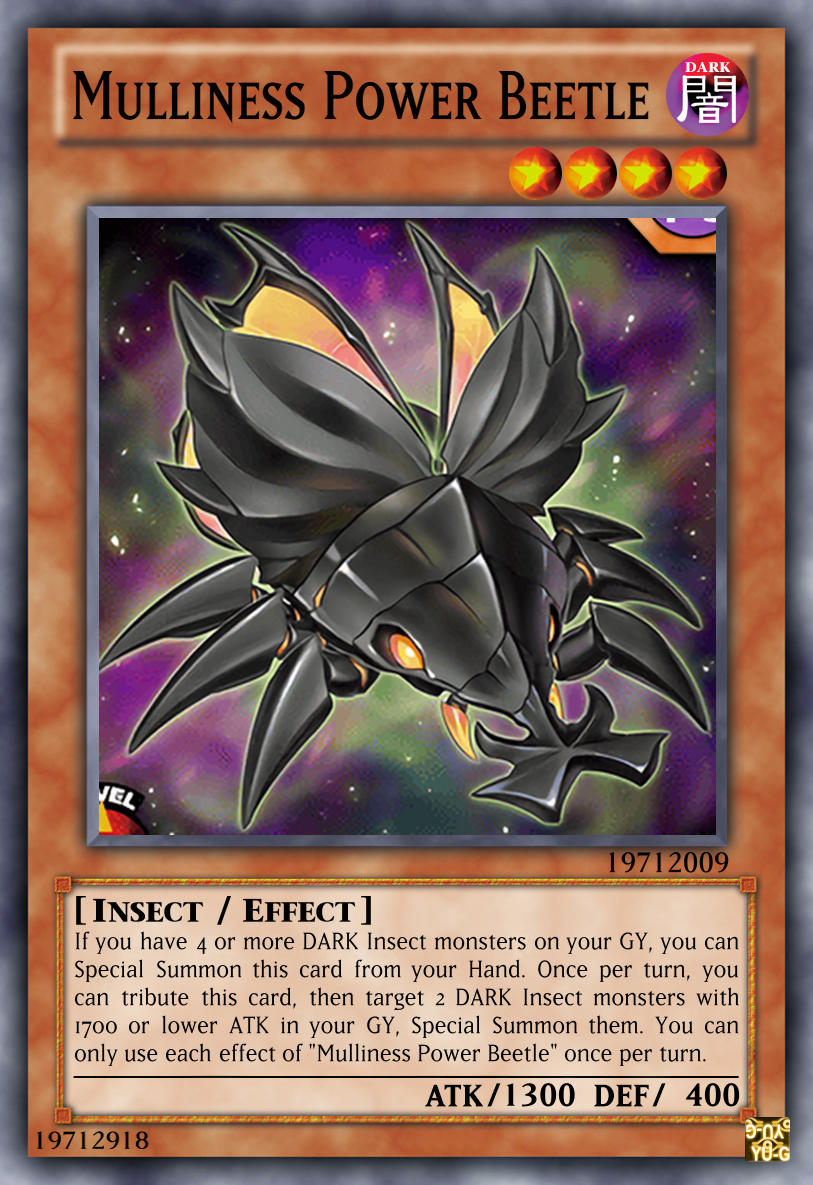 Mulliness Power Beetle
DARK
闇
VEL
19712009
[ Insect / Effect ]
If you have 4 or more DARK Insect monsters on your GY, you can
Special Summon this card from your Hand. Once per turn, you
can tribute this card, then target 2 DARK Insect monsters with
1700 or lower ATK in your GY, Special Summon them. You can
only use each effect of "Mulliness Power Beetle" once per turn.
ATK/1300 DEF/ 400
19712918